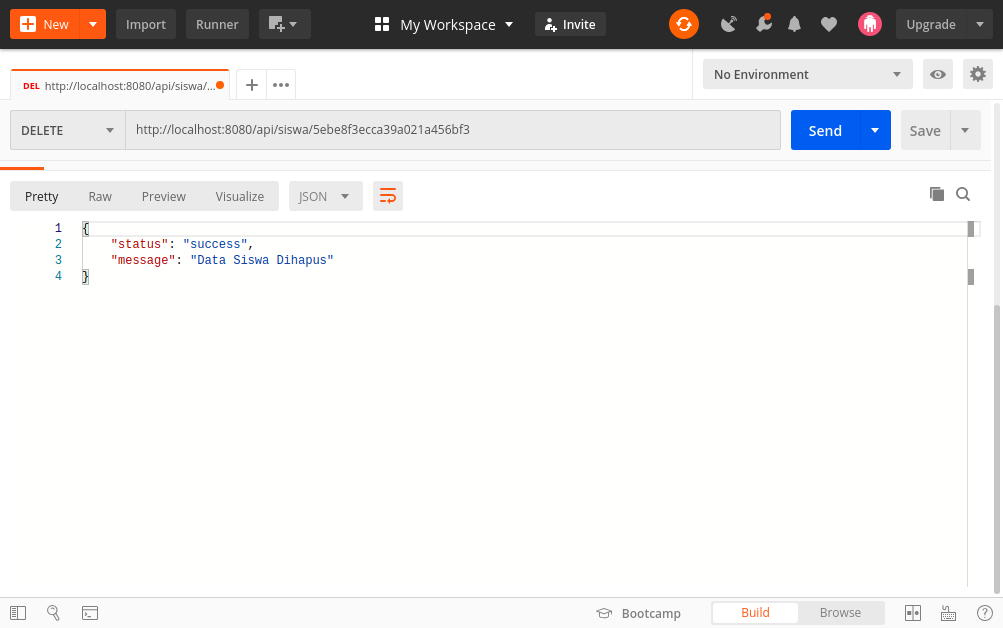 New Import Runner My Workspace Invite Upgrade
DEL http://localhost:8080/api/siswa/... No Environment
DELETE http://localhost:8080/api/siswa/5ebe8f3ecca39a021a456bf3 Send Save
Pretty Raw Preview Visualize JSON
1 {
2 "status": "success",
3 "message": "Data Siswa Dihapus"
4 }
Bootcamp Build Browse